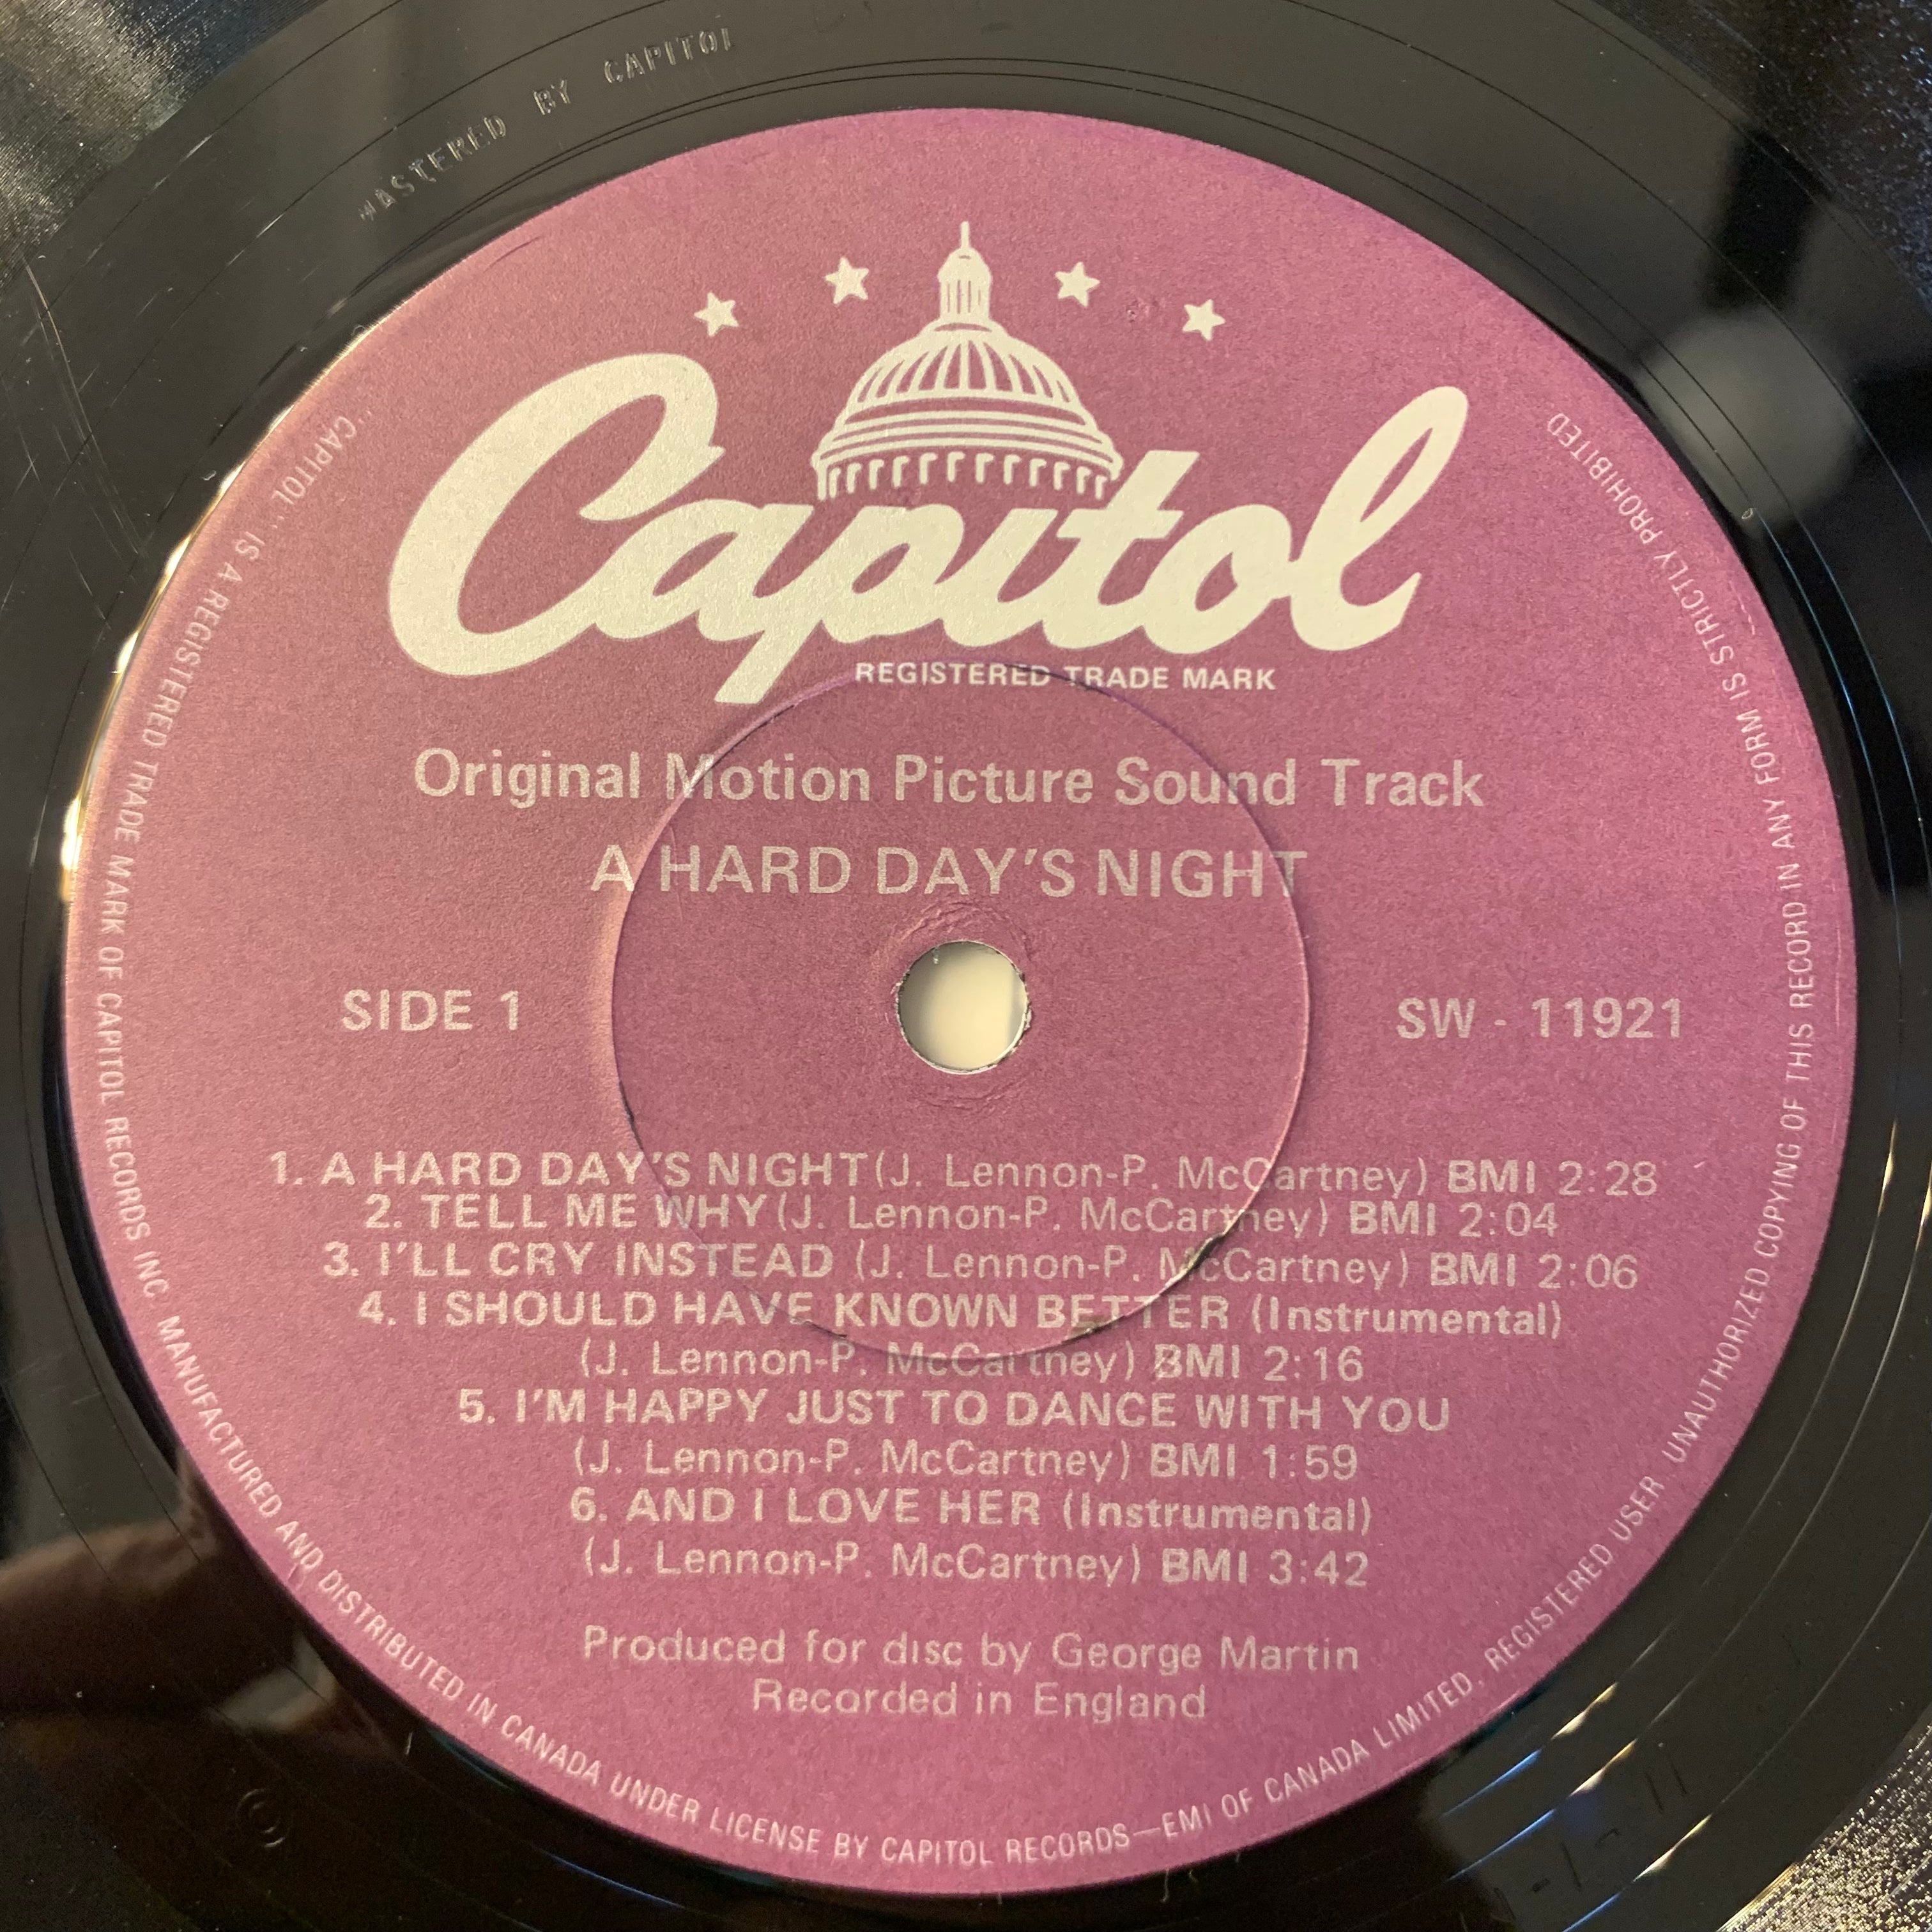 MASTERED BY CAPITOL
Capitol
REGISTERED TRADE MARK
Original Motion Picture Sound Track
A HARD DAY'S NIGHT
SIDE 1
SW - 11921
1. A HARD DAY'S NIGHT (J. Lennon-P. McCartney) BMI 2:28
2. TELL ME WHY (J. Lennon-P. McCartney) BMI 2:04
3. I'LL CRY INSTEAD (J. Lennon-P. McCartney) BMI 2:06
4. I SHOULD HAVE KNOWN BETTER (Instrumental)
(J. Lennon-P. McCartney) BMI 2:16
5. I'M HAPPY JUST TO DANCE WITH YOU
(J. Lennon-P. McCartney) BMI 1:59
6. AND I LOVE HER (Instrumental)
(J. Lennon-P. McCartney) BMI 3:42
Produced for disc by George Martin
Recorded in England
"CAPITOL" IS A REGISTERED TRADE MARK OF CAPITOL RECORDS INC. MANUFACTURED AND DISTRIBUTED IN CANADA UNDER LICENSE BY CAPITOL RECORDS—EMI OF CANADA LIMITED, REGISTERED USER. UNAUTHORIZED COPYING OF THIS RECORD IN ANY FORM IS STRICTLY PROHIBITED